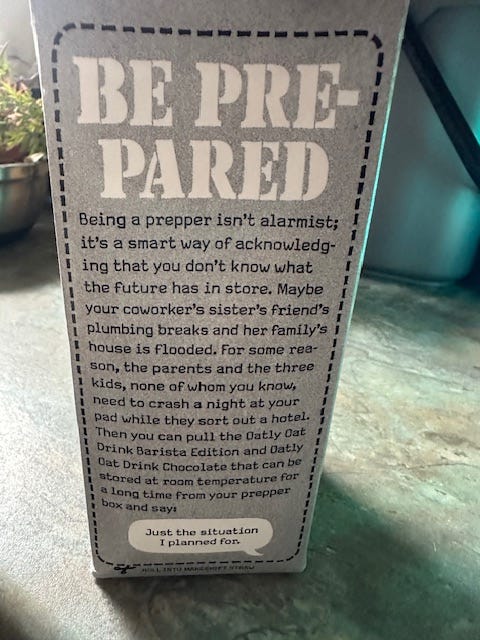 BE PRE-
PARED
Being a prepper isn't alarmist;
it's a smart way of acknowledg-
ing that you don't know what
the future has in store. Maybe
your coworker's sister's friend's
plumbing breaks and her family's
house is flooded. For some rea-
son, the parents and the three
kids, none of whom you know,
need to crash a night at your
pad while they sort out a hotel.
Then you can pull the Oatly Oat
Drink Barista Edition and Oatly
Oat Drink Chocolate that can be
stored at room temperature for
a long time from your prepper
box and say:
Just the situation
I planned for.
ROLL INTO MAKESHIFT STRAW